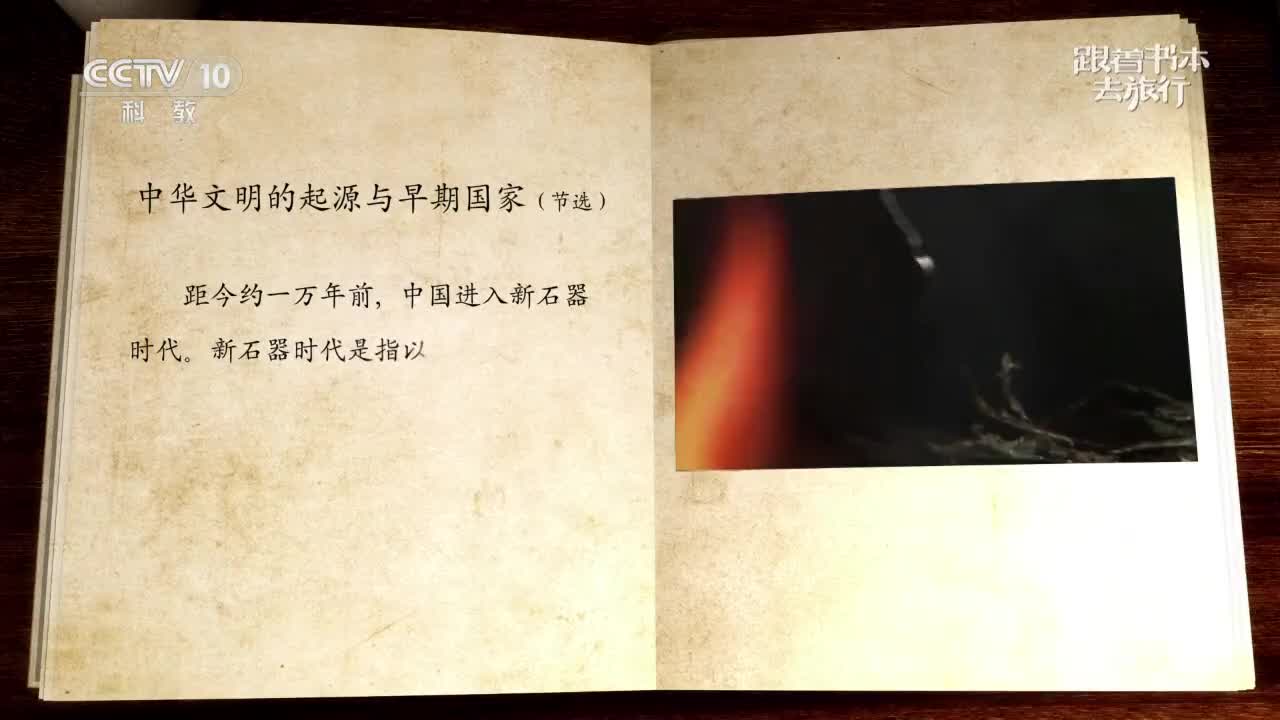 CCTV 10
科教
跟着书本
去旅行
中华文明的起源与早期国家（节选）
距今约一万年前，中国进入新石器
时代。新石器时代是指以